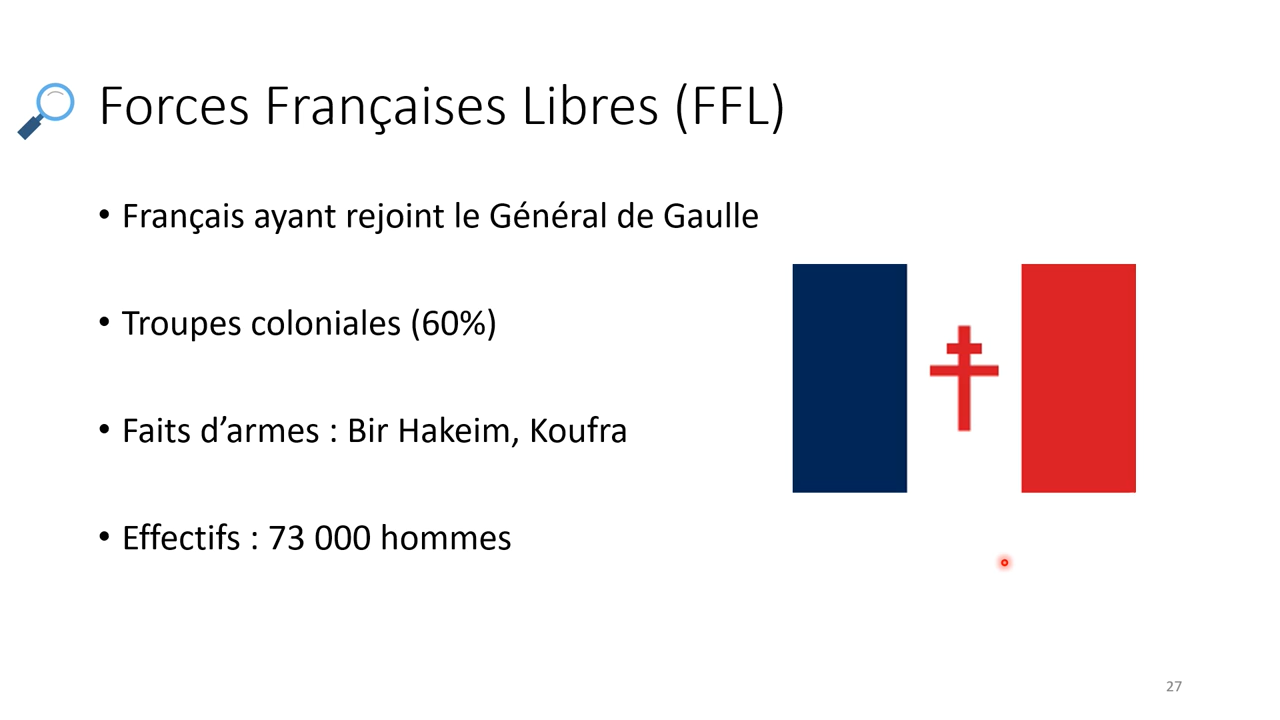 Forces Françaises Libres (FFL)
• Français ayant rejoint le Général de Gaulle
• Troupes coloniales (60%)
• Faits d’armes : Bir Hakeim, Koufra
• Effectifs : 73 000 hommes
27